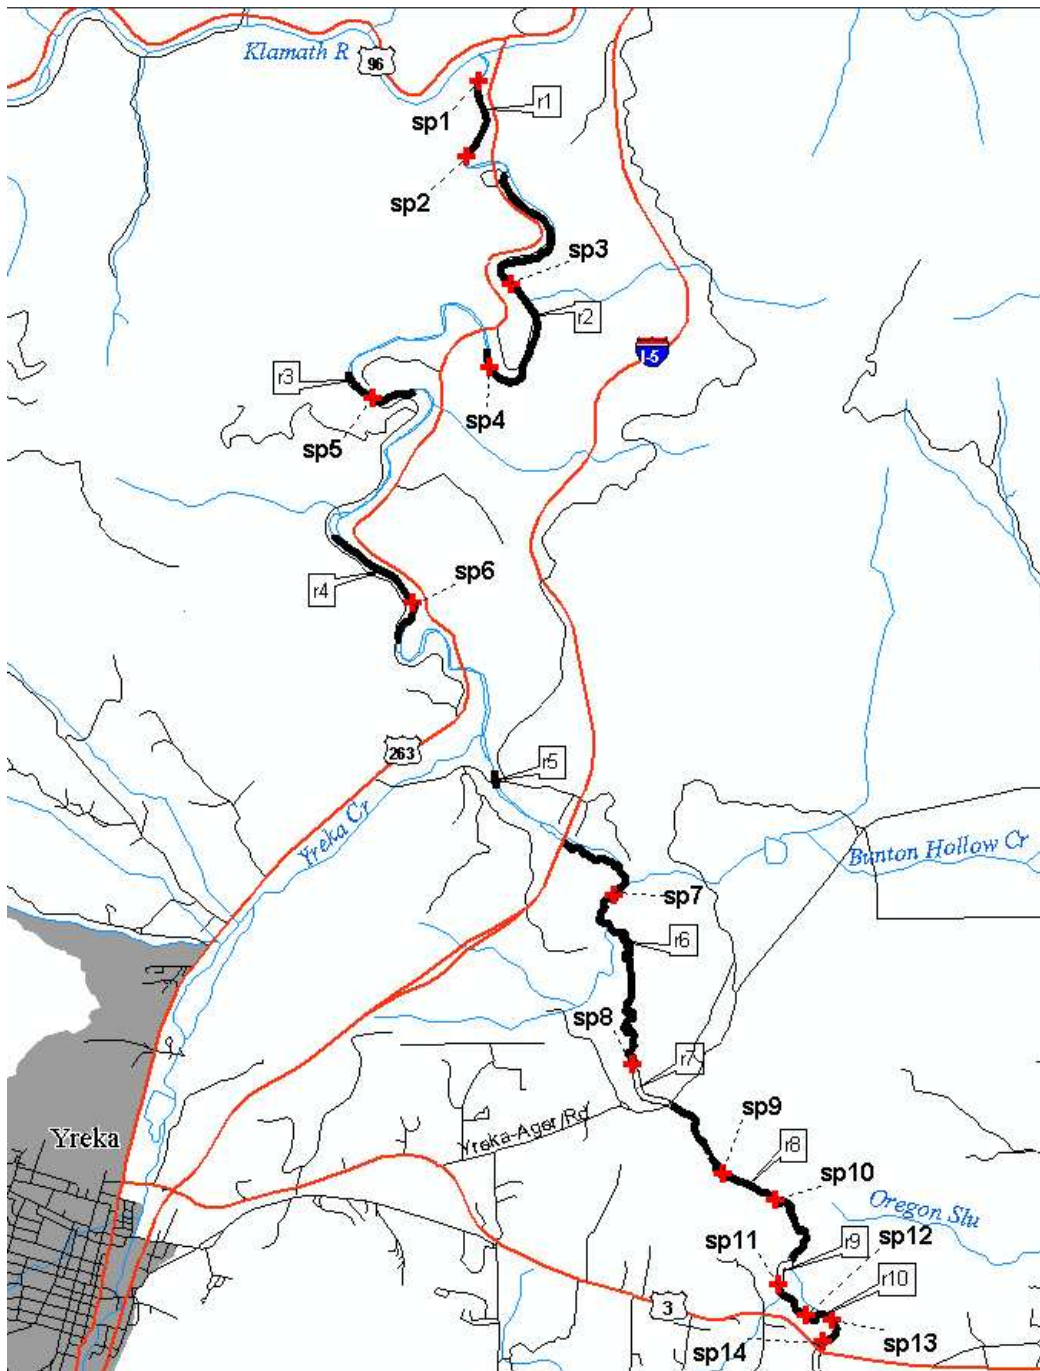 Klamath R
96
r1
sp1
sp2
sp3
r2
I-5
r3
sp4
sp5
sp6
r4
263
r5
Yreka Cr
Bunton Hollow Cr
sp7
r6
sp8
r7
sp9
Yreka-Ager Rd
Yreka
r8
sp10
Oregon Slu
sp11
r9
sp12
r10
3
sp13
sp14